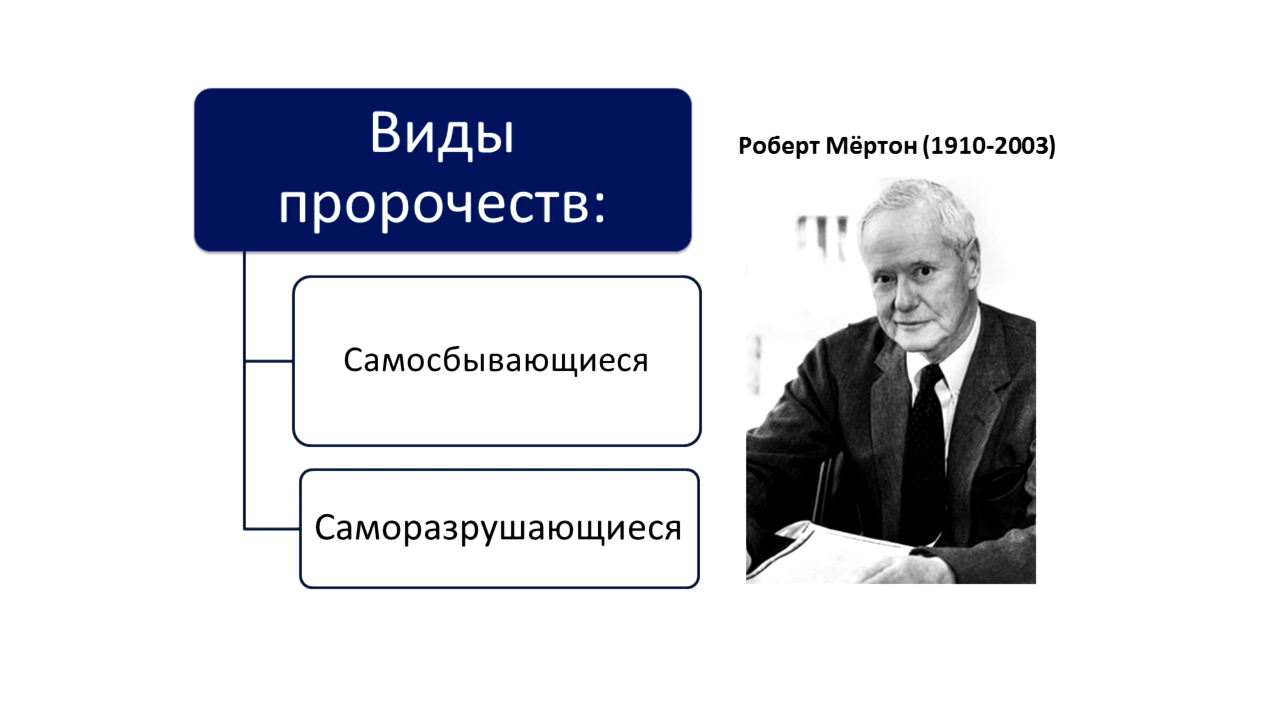 Виды
пророчеств:
Самосбывающиеся
Саморазрушающиеся
Роберт Мёртон (1910-2003)